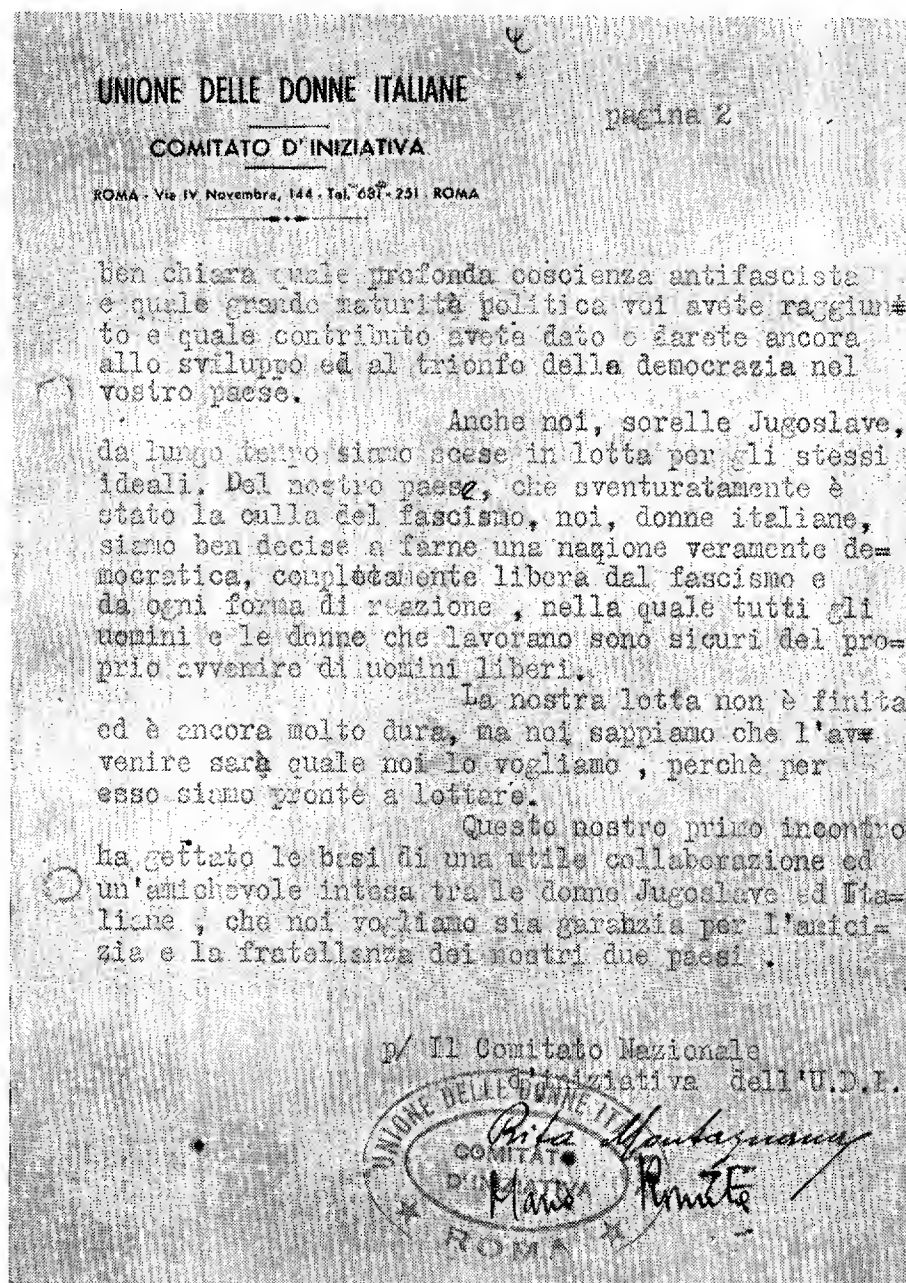 UNIONE DELLE DONNE ITALIANE
COMITATO D'INIZIATIVA
ROMA - Via IV Novembre, 144 - Tel. 681-251 - ROMA
pagina 2
ben chiara quale profonda coscienza antifascista
e quale grande maturità politica voi avete raggiun=
to e quale contributo avete dato e darete ancora
allo sviluppo ed al trionfo della democrazia nel
vostro paese.
Anche noi, sorelle Jugoslave,
da lungo tempo siamo scese in lotta per gli stessi
ideali. Del nostro paese, che sventuratamente è
stato la culla del fascismo, noi, donne italiane,
siamo ben decise a farne una nazione veramente de=
mocratica, completamente libera dal fascismo e
da ogni forma di reazione , nella quale tutti gli
uomini e le donne che lavorano sono sicuri del pro=
prio avvenire di uomini liberi.
La nostra lotta non è finita
ed è ancora molto dura, ma noi sappiamo che l'av=
venire sarà quale noi lo vogliamo , perchè per
esso siamo pronte a lottare.
Questo nostro primo incontro
ha gettato le basi di una utile collaborazione ed
un'amichevole intesa tra le donne Jugoslave ed Ita=
liane , che noi vogliamo sia garahzia per l'amici=
zia e la fratellanza dei nostri due paesi .
p/ Il Comitato Nazionale
d'iniziativa dell'U.D.I.
UNIONE DELLE DONNE ITA
COMITATO
D'INIZIATIVA
ROMA
Rita Montagnana